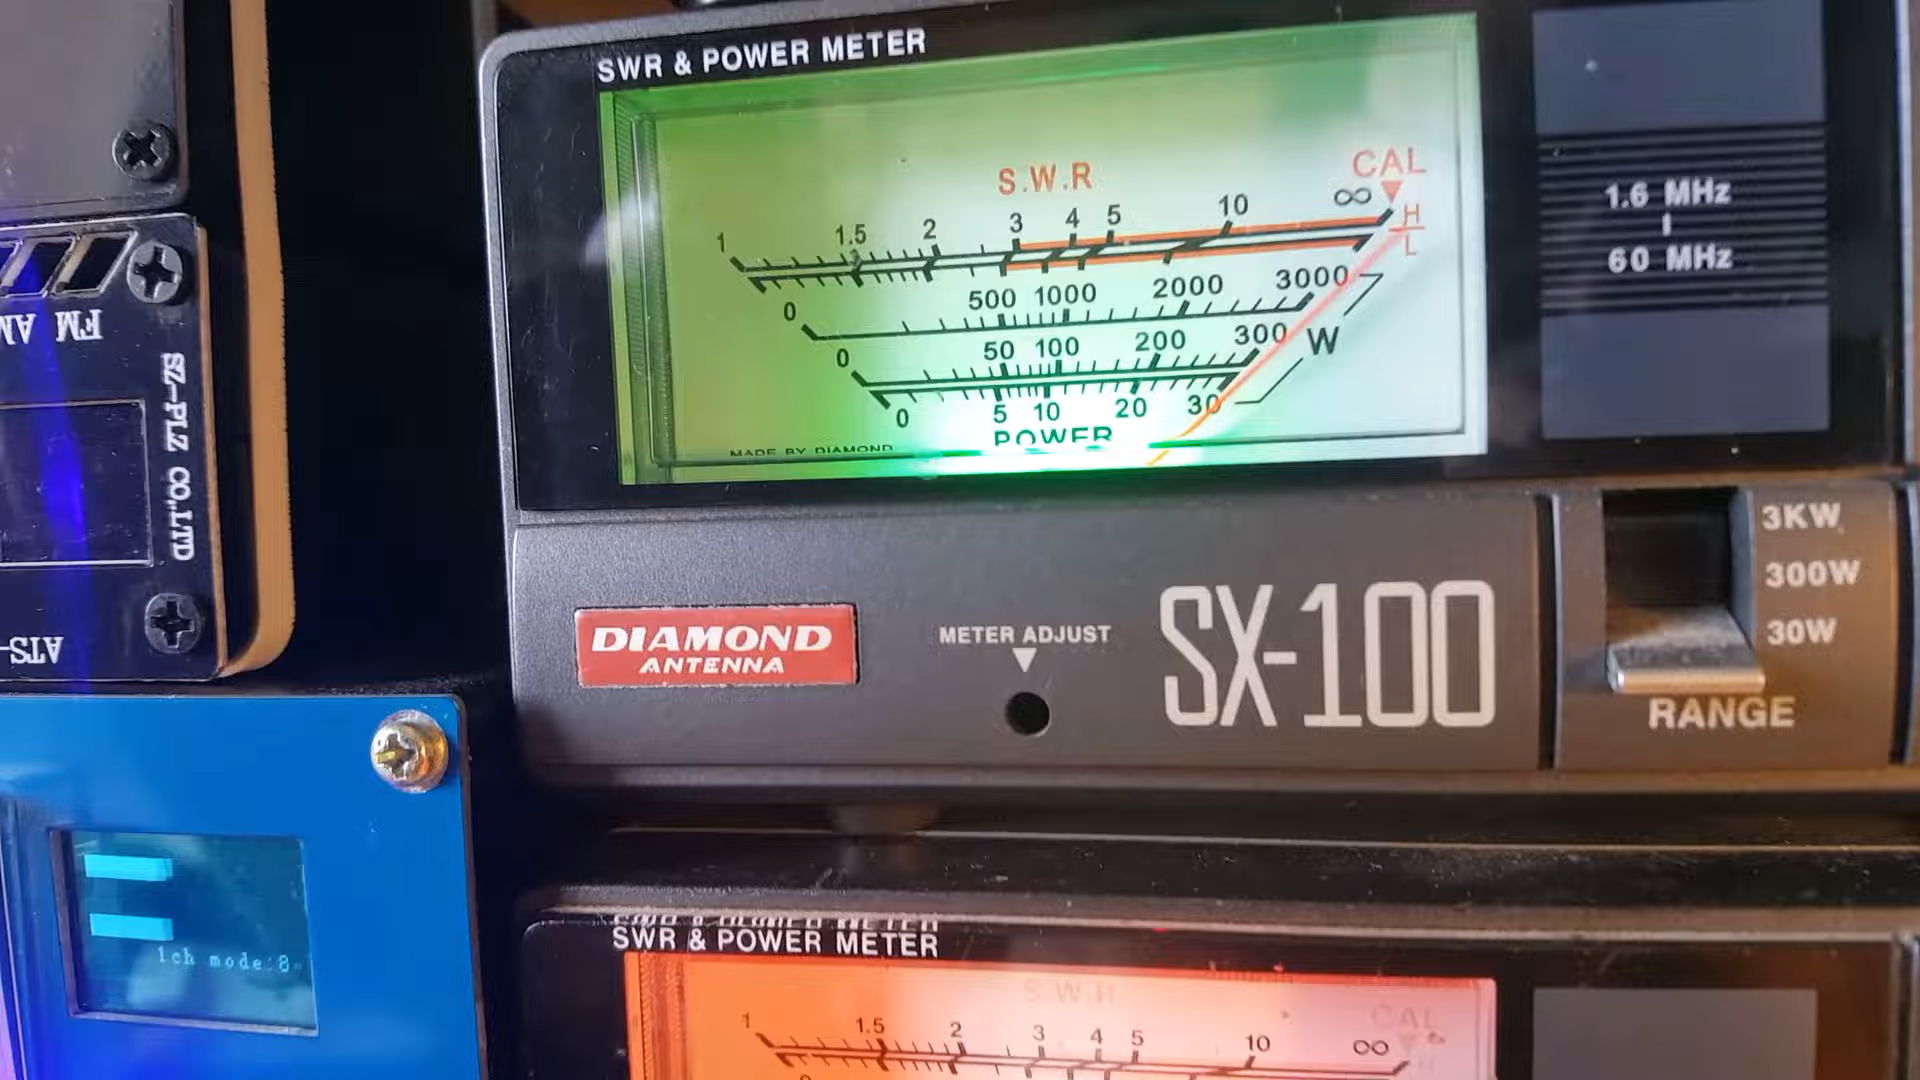 SWR & POWER METER
S.W.R
CAL
1 1.5 2 3 4 5 10 ∞
H
L
0 500 1000 2000 3000
0 50 100 200 300
W
0 5 10 20 30
POWER
MADE BY DIAMOND
1.6 MHz
60 MHz
DIAMOND
ANTENNA
METER ADJUST
SX-100
3KW
300W
30W
RANGE
FM AM
SZ-PLZ CO.,LTD
ATS-
1ch mode:8
SWR & POWER METER
S.W.R
CAL
1 1.5 2 3 4 5 10 ∞